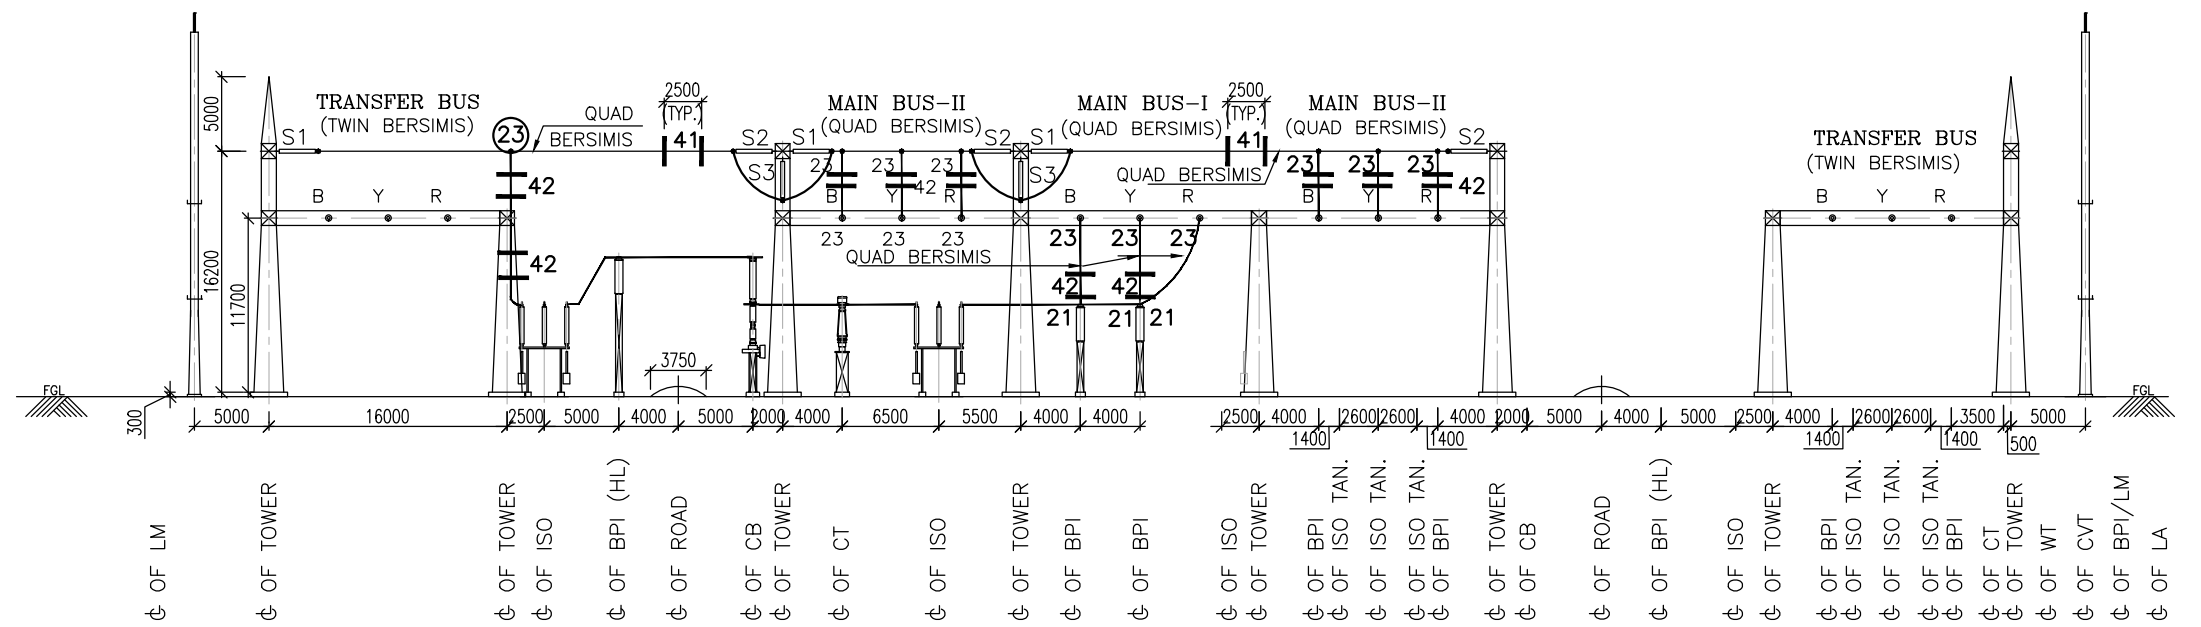 TRANSFER BUS
(TWIN BERSIMIS)
QUAD
BERSIMIS
2500
(TYP.)
MAIN BUS-II
(QUAD BERSIMIS)
MAIN BUS-I
(QUAD BERSIMIS)
2500
(TYP.)
MAIN BUS-II
(QUAD BERSIMIS)
TRANSFER BUS
(TWIN BERSIMIS)
5000
S1
23
41
S2
S1
S2
S1
41
S2
S3
S3
23
23
23
QUAD BERSIMIS
23
23
23
42
42
42
B Y R
B Y R
B Y R
B Y R
B Y R
16200
11700
42
23
23
23
23
23
23
QUAD BERSIMIS
42
42
21
21
21
3750
FGL
FGL
300
5000
16000
2500
5000
4000
5000
2000
4000
6500
5500
4000
4000
2500
4000
2600
2600
4000
2000
5000
4000
5000
2500
4000
2600
2600
3500
5000
1400
1400
1400
1400
500
℄ OF LM
℄ OF TOWER
℄ OF TOWER
℄ OF ISO
℄ OF BPI (HL)
℄ OF ROAD
℄ OF CB
℄ OF TOWER
℄ OF CT
℄ OF ISO
℄ OF TOWER
℄ OF BPI
℄ OF BPI
℄ OF ISO
℄ OF TOWER
℄ OF BPI
℄ OF ISO TAN.
℄ OF ISO TAN.
℄ OF ISO TAN.
℄ OF BPI
℄ OF TOWER
℄ OF CB
℄ OF ROAD
℄ OF BPI (HL)
℄ OF ISO
℄ OF TOWER
℄ OF BPI
℄ OF ISO TAN.
℄ OF ISO TAN.
℄ OF ISO TAN.
℄ OF BPI
℄ OF CT
℄ OF TOWER
℄ OF WT
℄ OF CVT
℄ OF BPI/LM
℄ OF LA